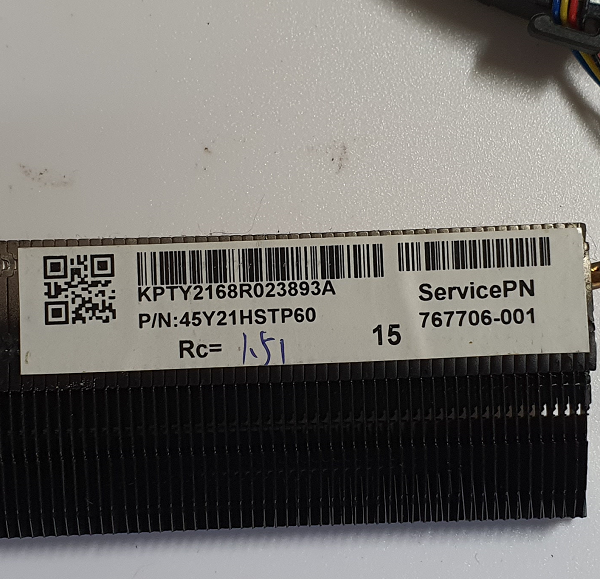 KPTY2168R023893A
P/N:45Y21HSTP60
Rc= 1.51
15
ServicePN
767706-001